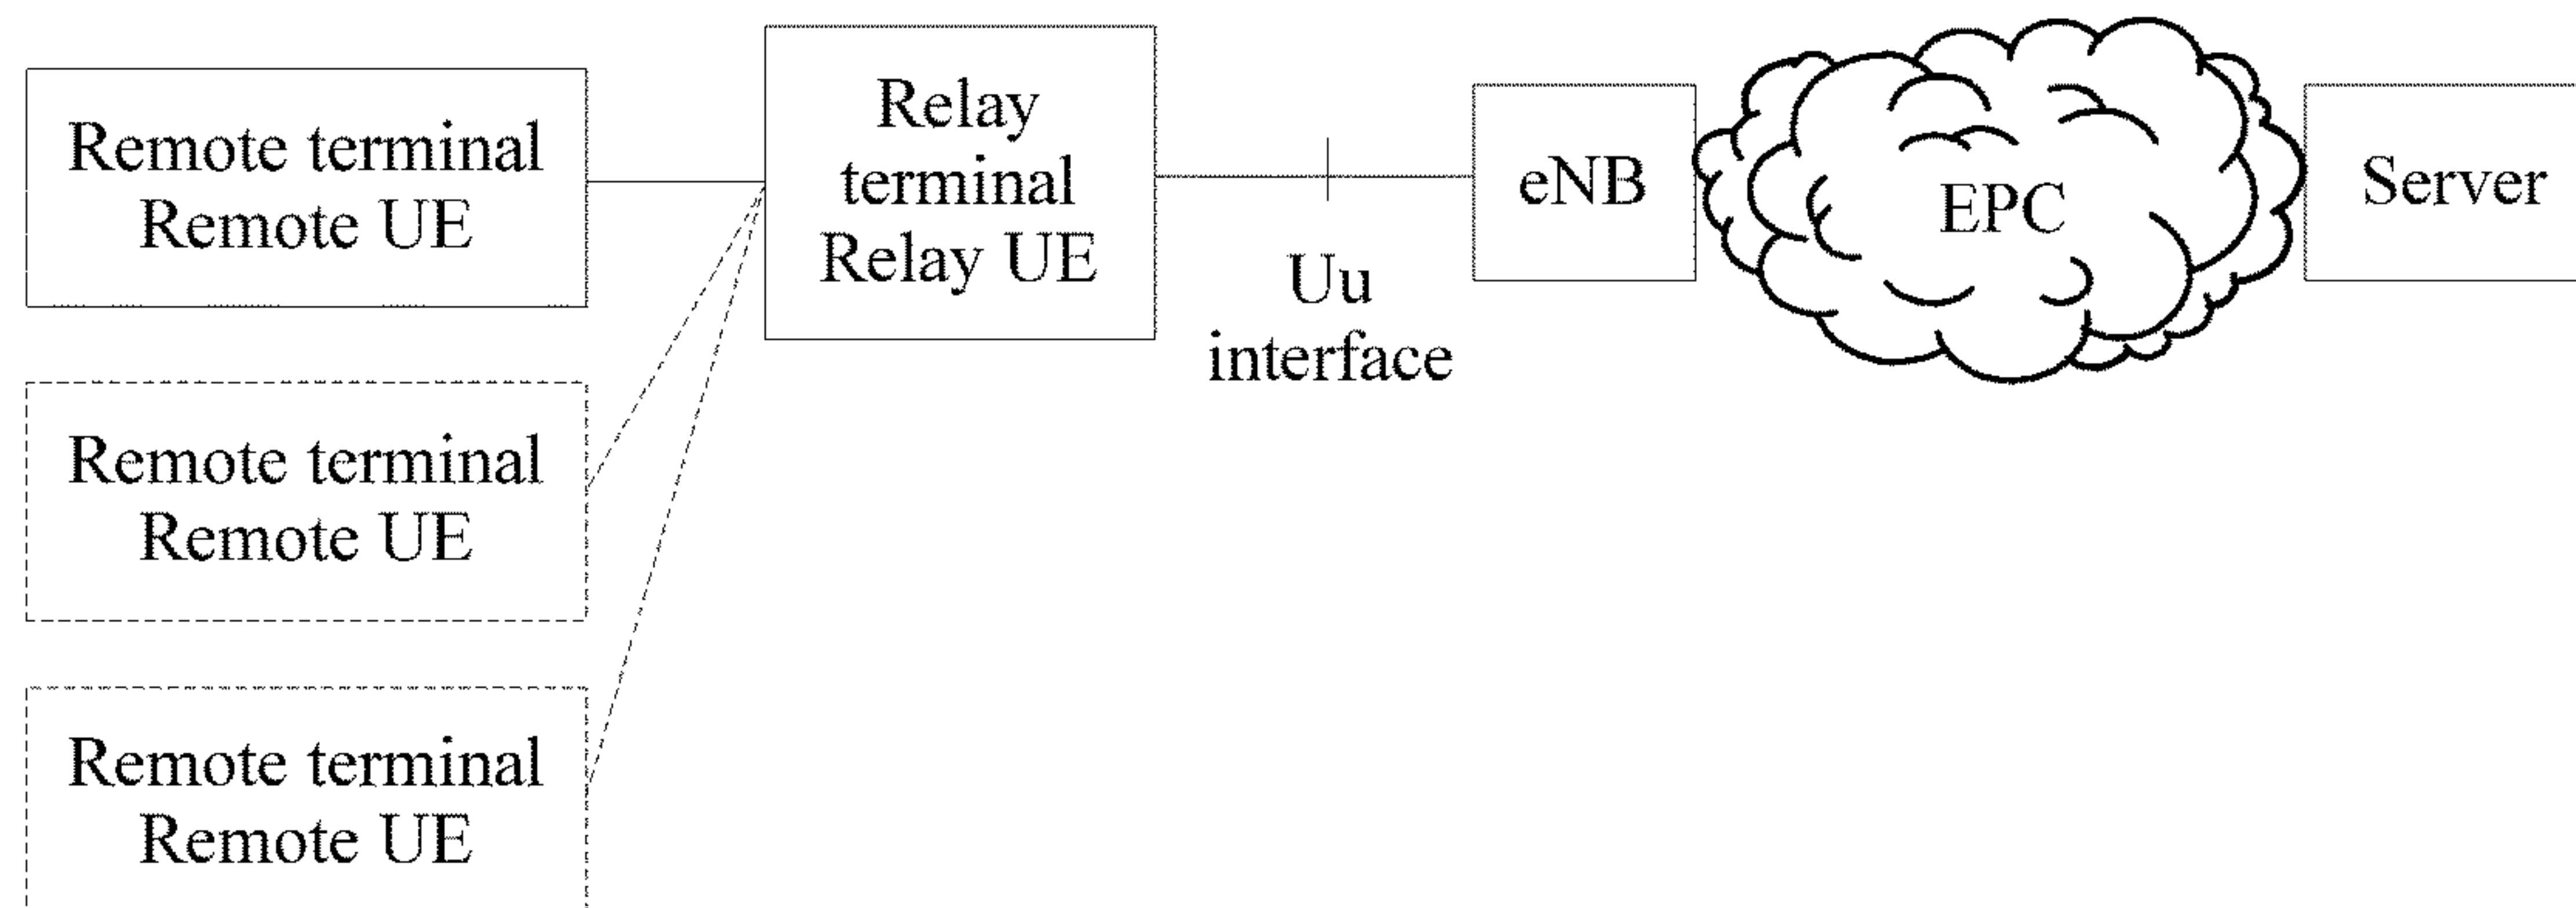 Remote terminal
Remote UE
Relay
terminal
Relay UE
Uu
interface
eNB
EPC
Server
Remote terminal
Remote UE
Remote terminal
Remote UE